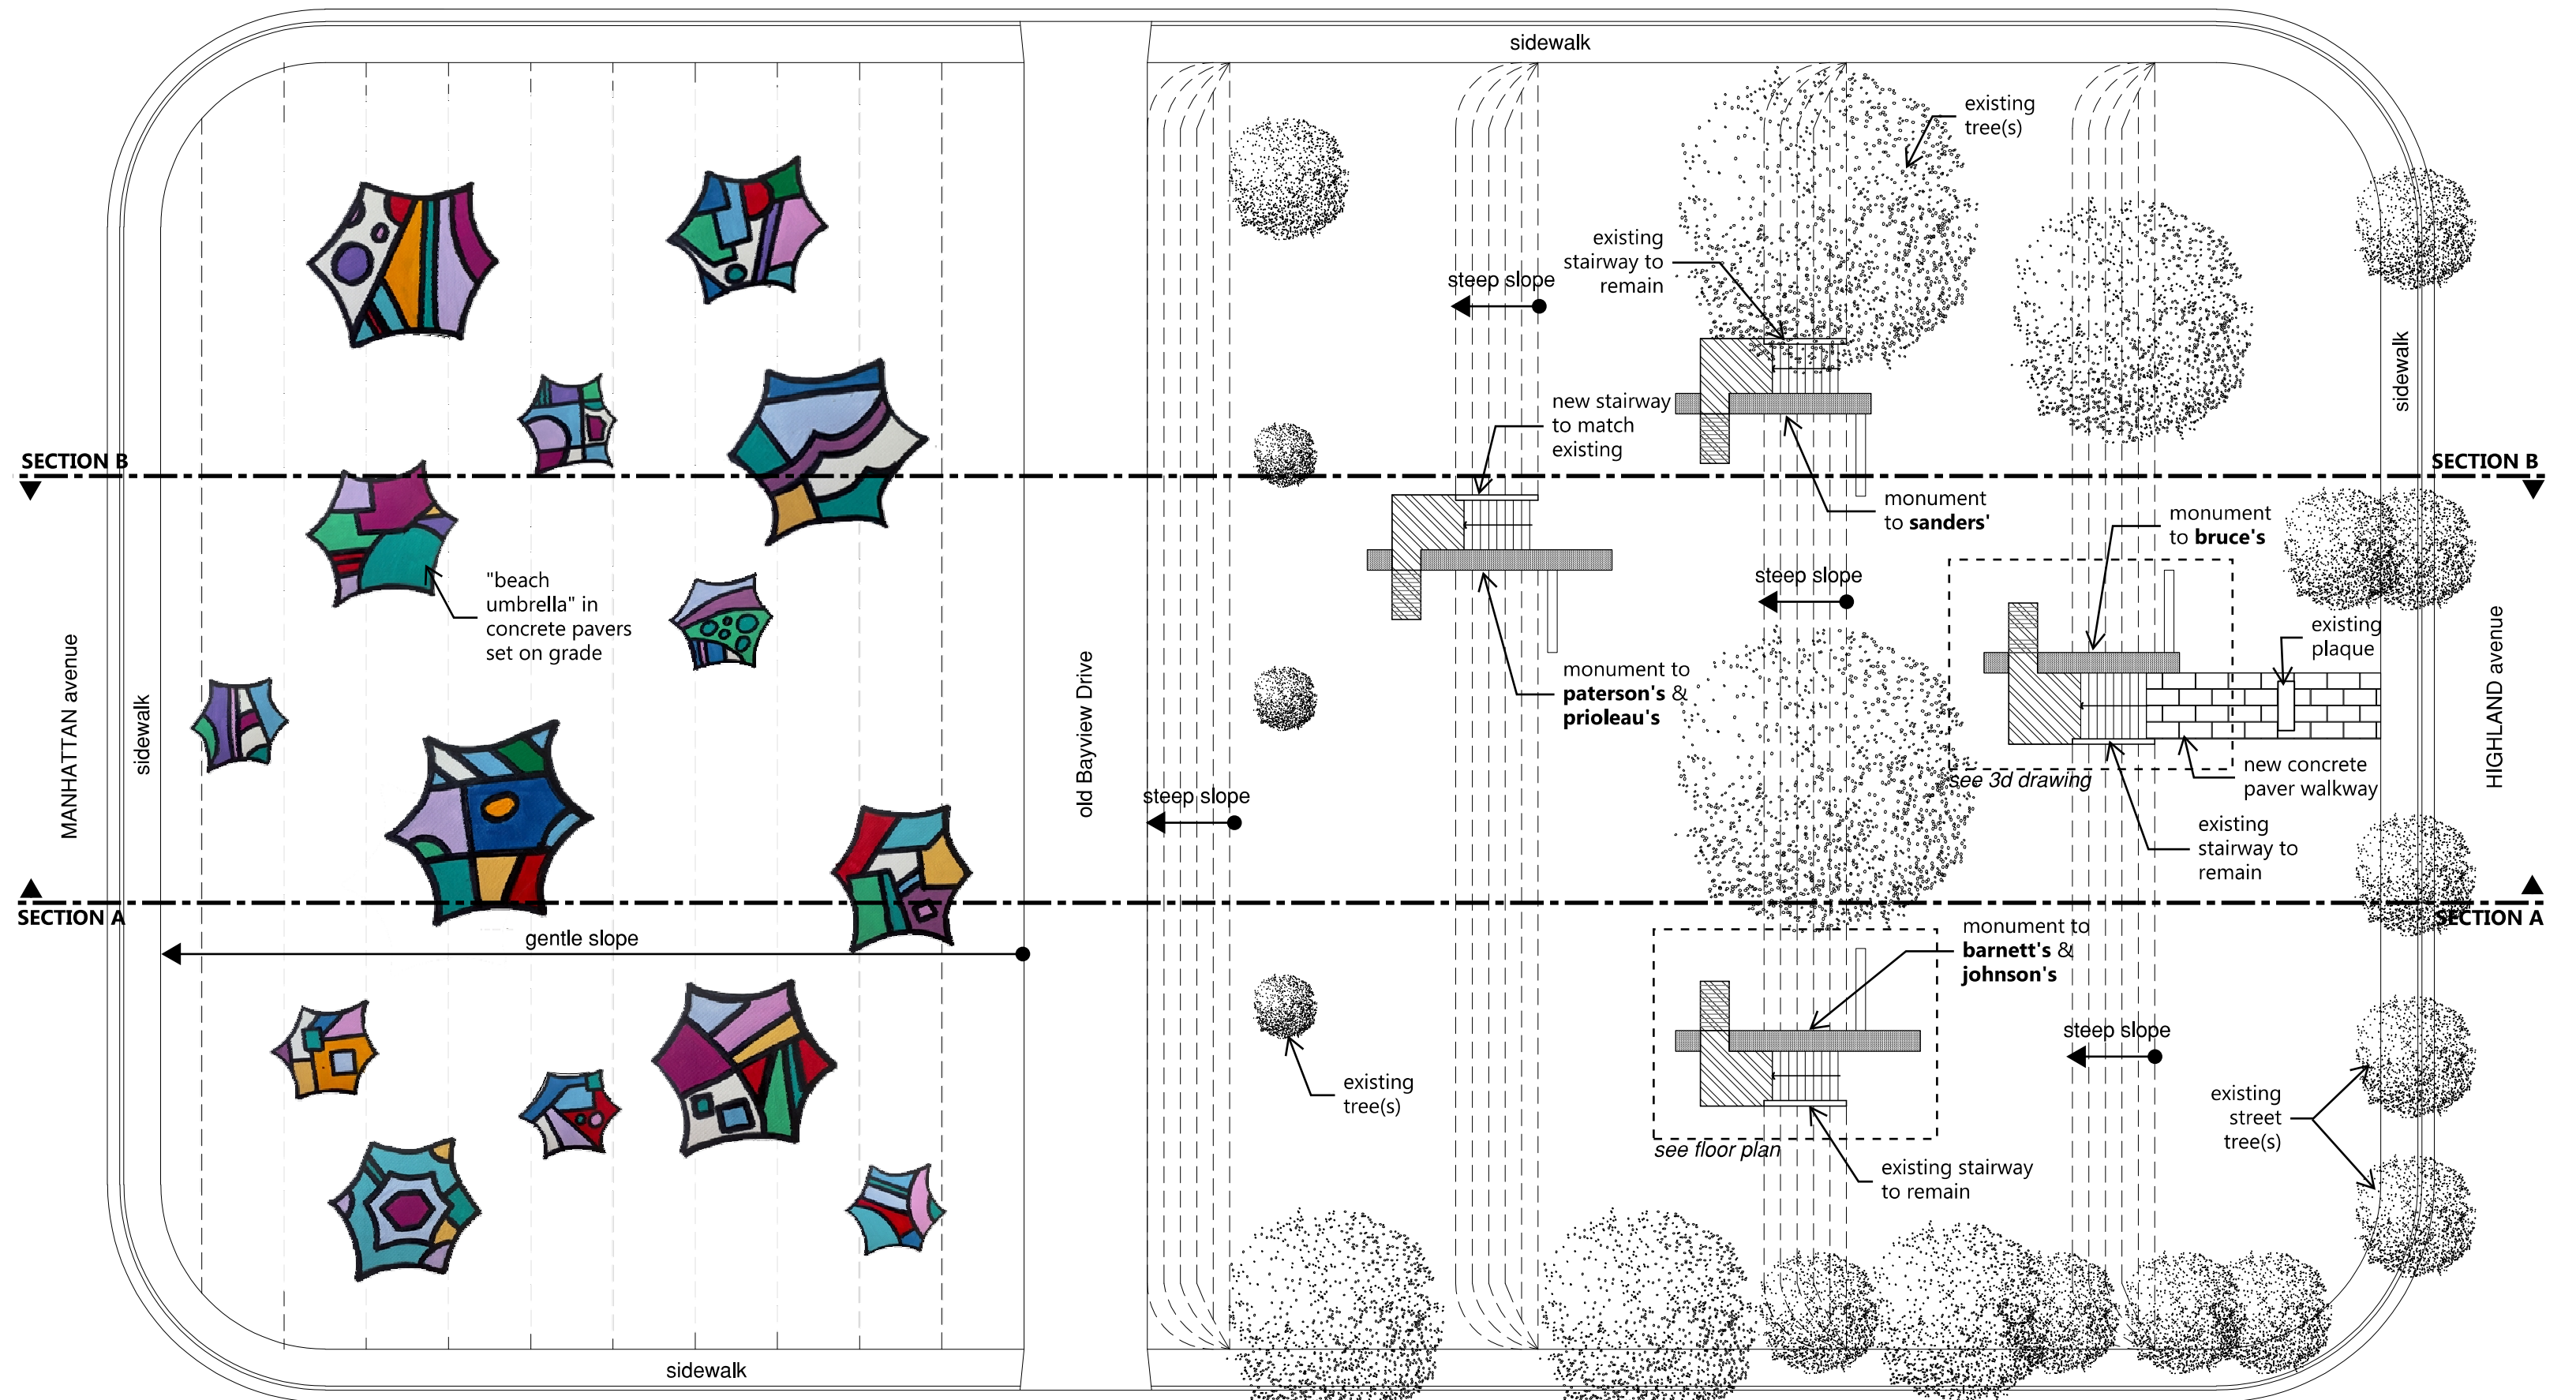 sidewalk
existing
tree(s)
existing
stairway to
remain
steep slope
new stairway
to match
existing
SECTION B
SECTION B
monument
to sanders'
monument
to bruce's
"beach
umbrella" in
concrete pavers
set on grade
steep slope
existing
plaque
sidewalk
MANHATTAN avenue
sidewalk
old Bayview Drive
HIGHLAND avenue
monument to
paterson's &
prioleau's
see 3d drawing
new concrete
paver walkway
steep slope
existing
stairway to
remain
SECTION A
SECTION A
gentle slope
monument to
barnett's &
johnson's
steep slope
existing
tree(s)
existing
street
tree(s)
see floor plan
existing stairway
to remain
sidewalk